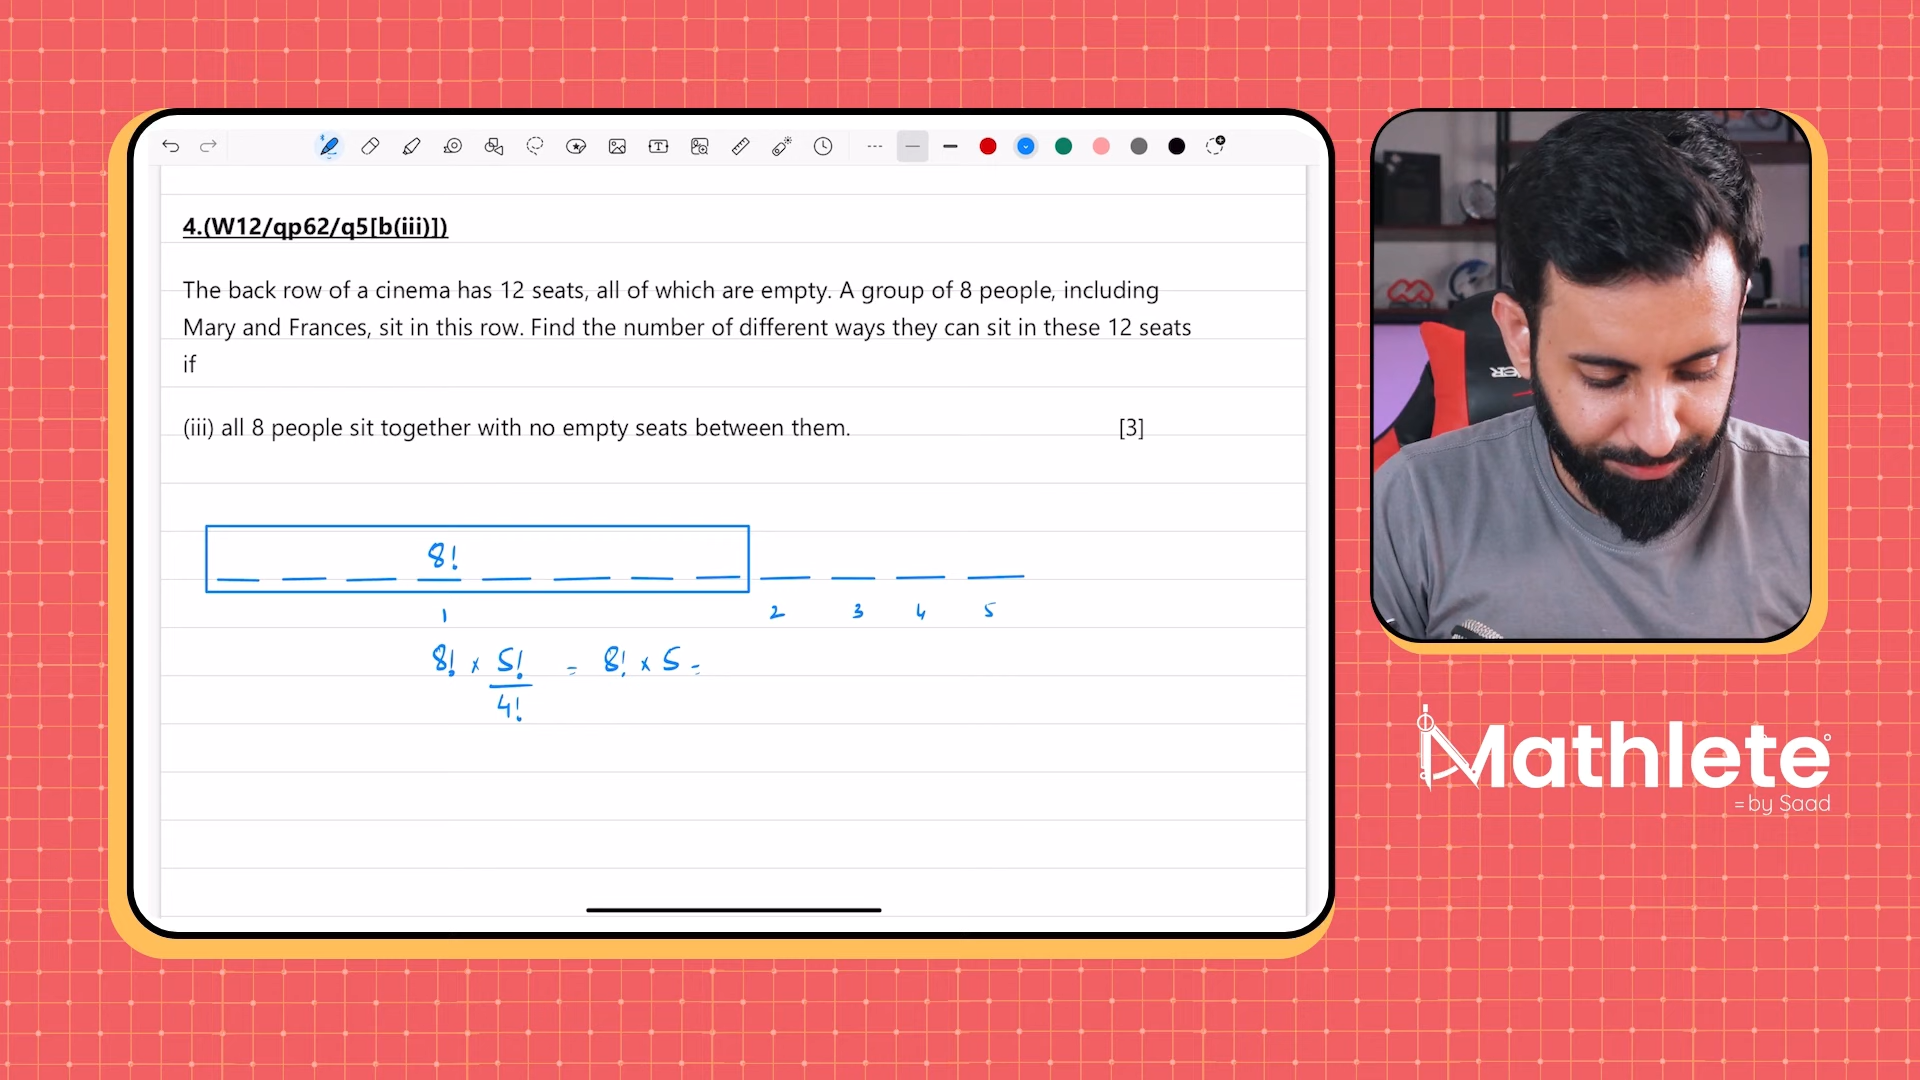 4.(W12/qp62/q5[b(iii)])
The back row of a cinema has 12 seats, all of which are empty. A group of 8 people, including
Mary and Frances, sit in this row. Find the number of different ways they can sit in these 12 seats
if
(iii) all 8 people sit together with no empty seats between them. [3]
8!
1 2 3 4 5
8! × 5!/4! = 8! × 5 =
Mathlete
= by Saad